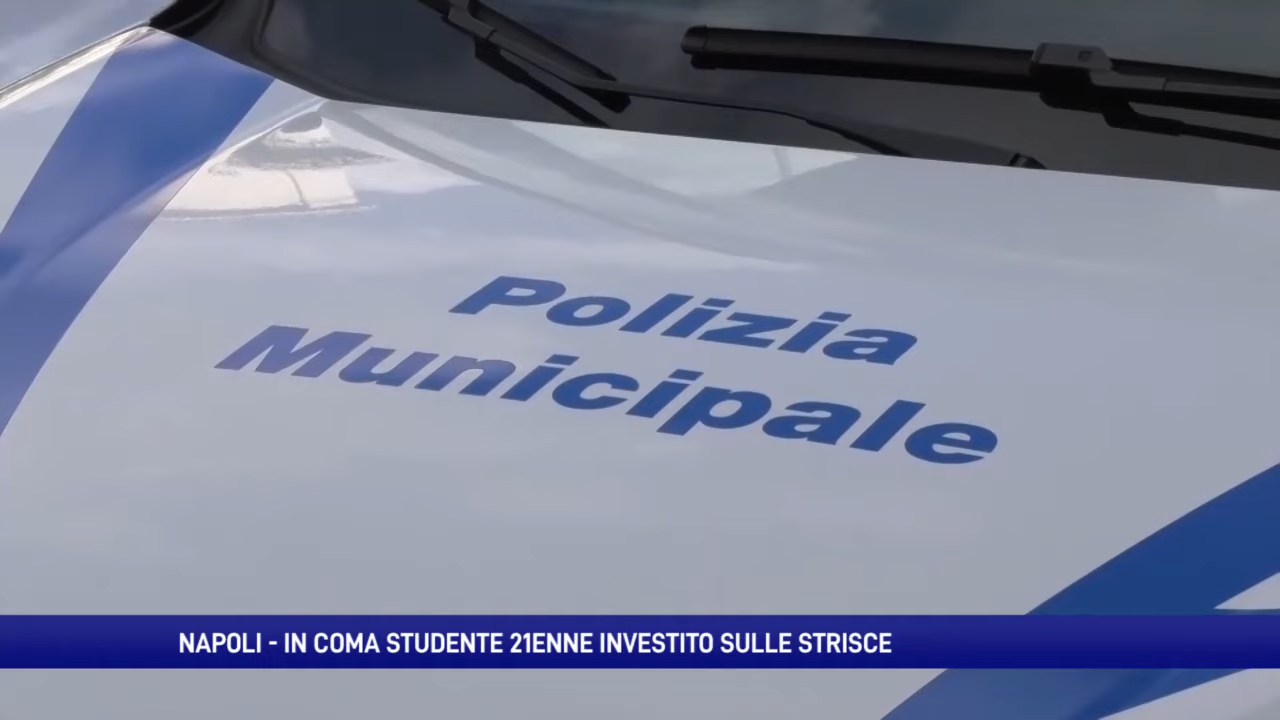 Polizia
Municipale
NAPOLI - IN COMA STUDENTE 21ENNE INVESTITO SULLE STRISCE